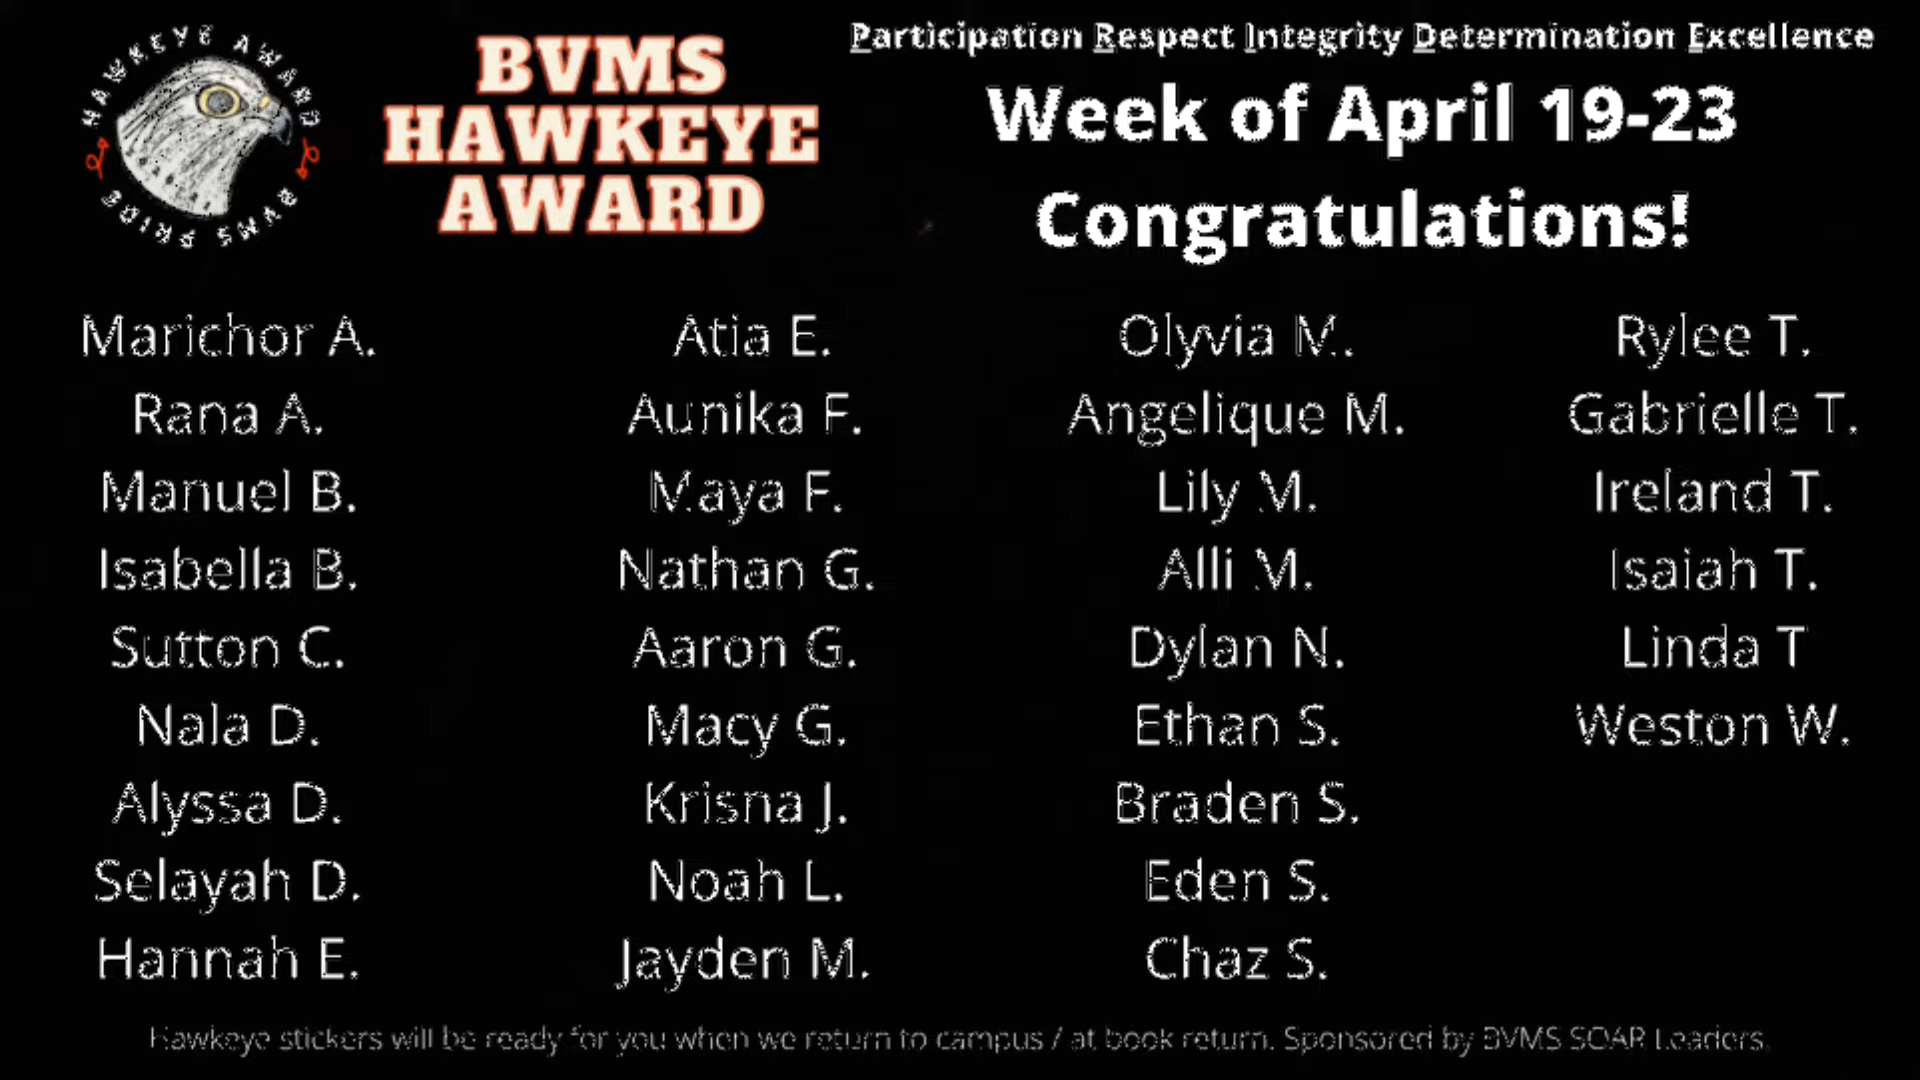 HAWKEYE AWARD
BVMS PRIDE
BVMS
HAWKEYE
AWARD
Participation Respect Integrity Determination Excellence
Week of April 19-23
Congratulations!
Marichor A.
Rana A.
Manuel B.
Isabella B.
Sutton C.
Nala D.
Alyssa D.
Selayah D.
Hannah E.
Atia E.
Aunika F.
Maya F.
Nathan G.
Aaron G.
Macy G.
Krisna J.
Noah L.
Jayden M.
Olyvia M.
Angelique M.
Lily M.
Alli M.
Dylan N.
Ethan S.
Braden S.
Eden S.
Chaz S.
Rylee T.
Gabrielle T.
Ireland T.
Isaiah T.
Linda T
Weston W.
Hawkeye stickers will be ready for you when we return to campus / at book return. Sponsored by BVMS SOAR Leaders.